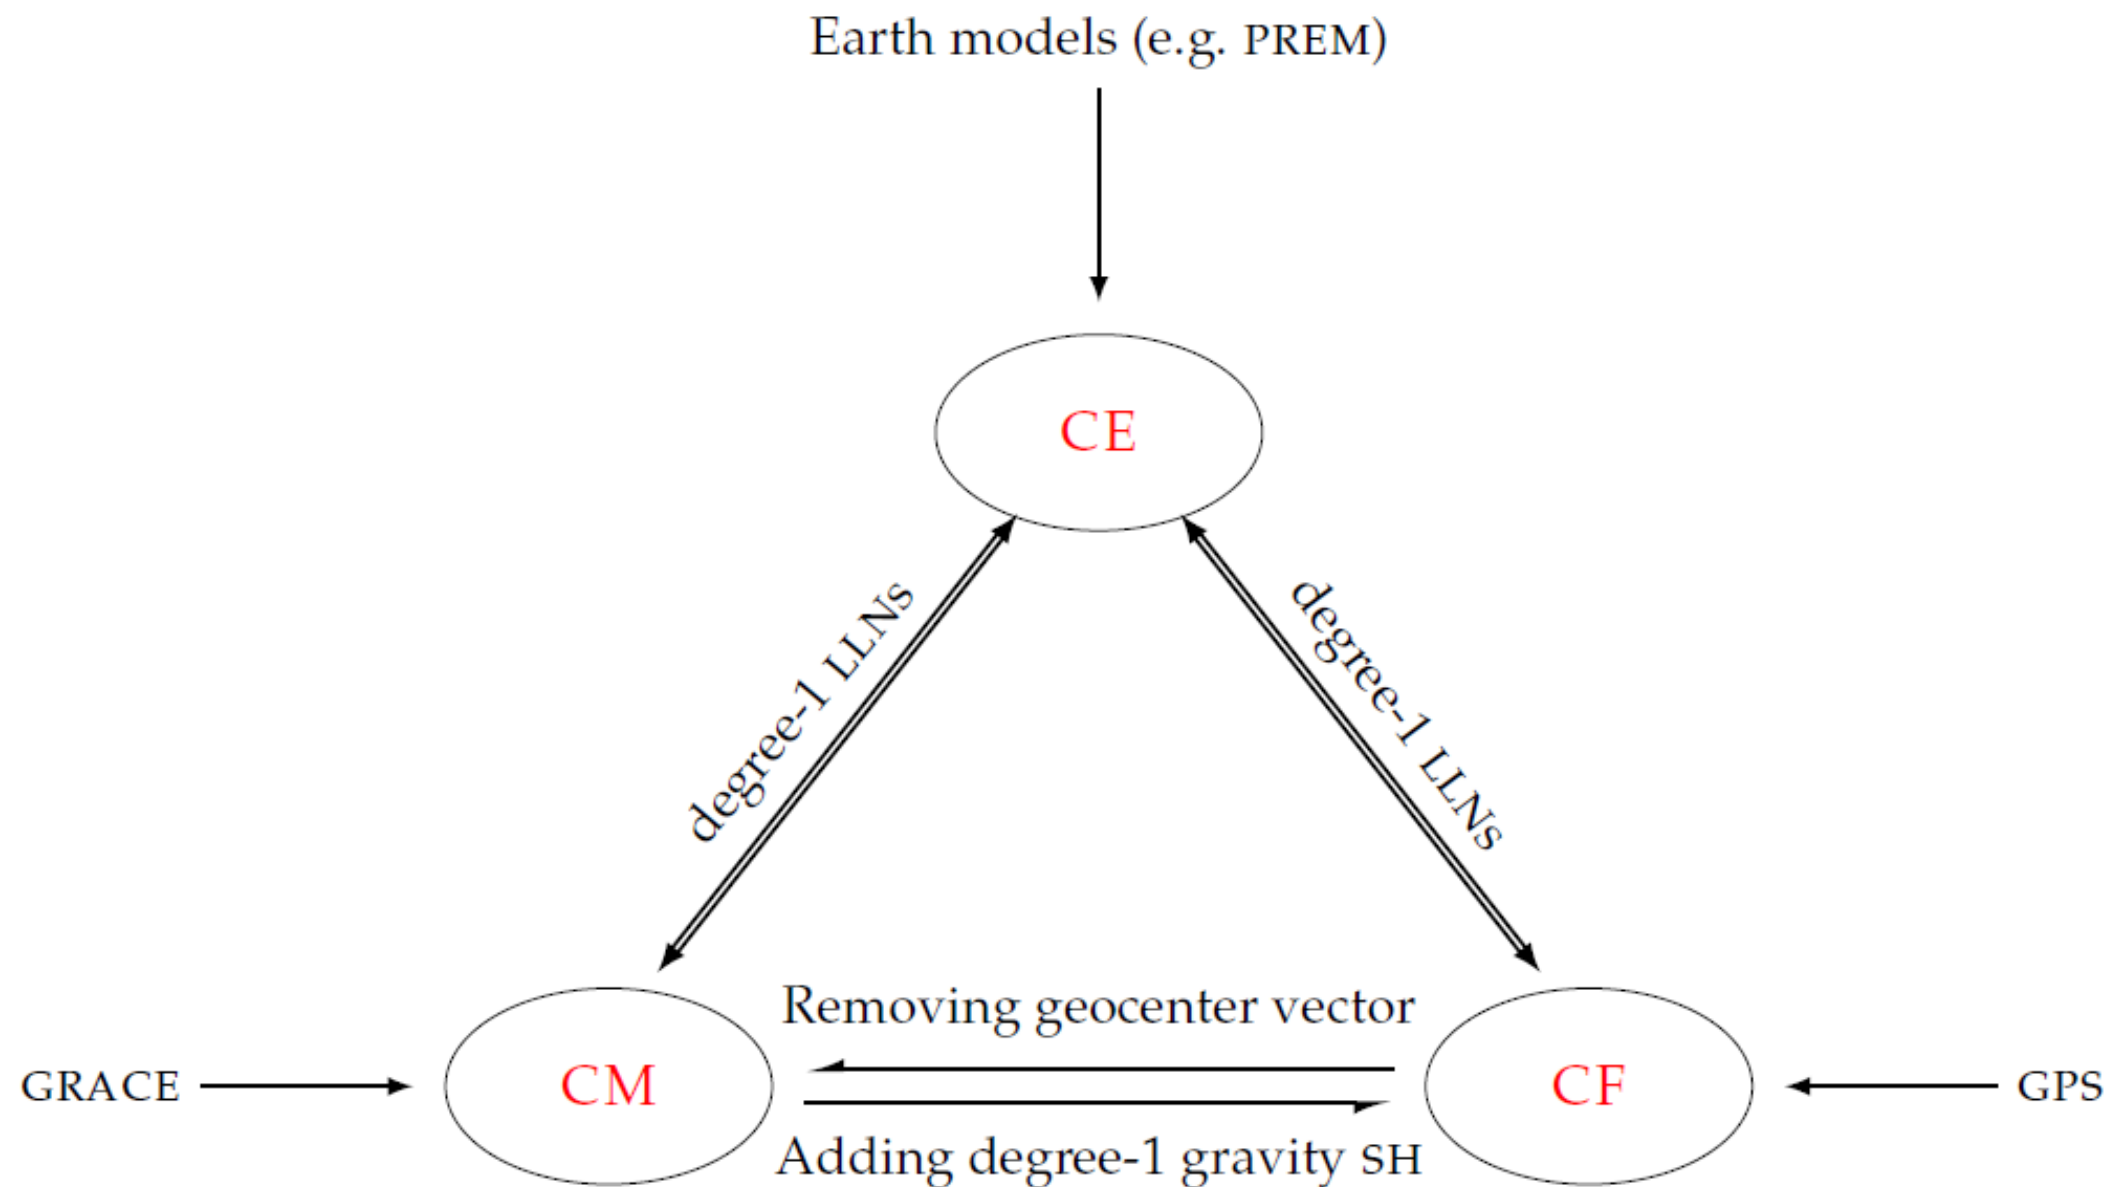 Earth models (e.g. PREM)
CE
degree-1 LLNs
degree-1 LLNs
Removing geocenter vector
GRACE
CM
CF
GPS
Adding degree-1 gravity SH